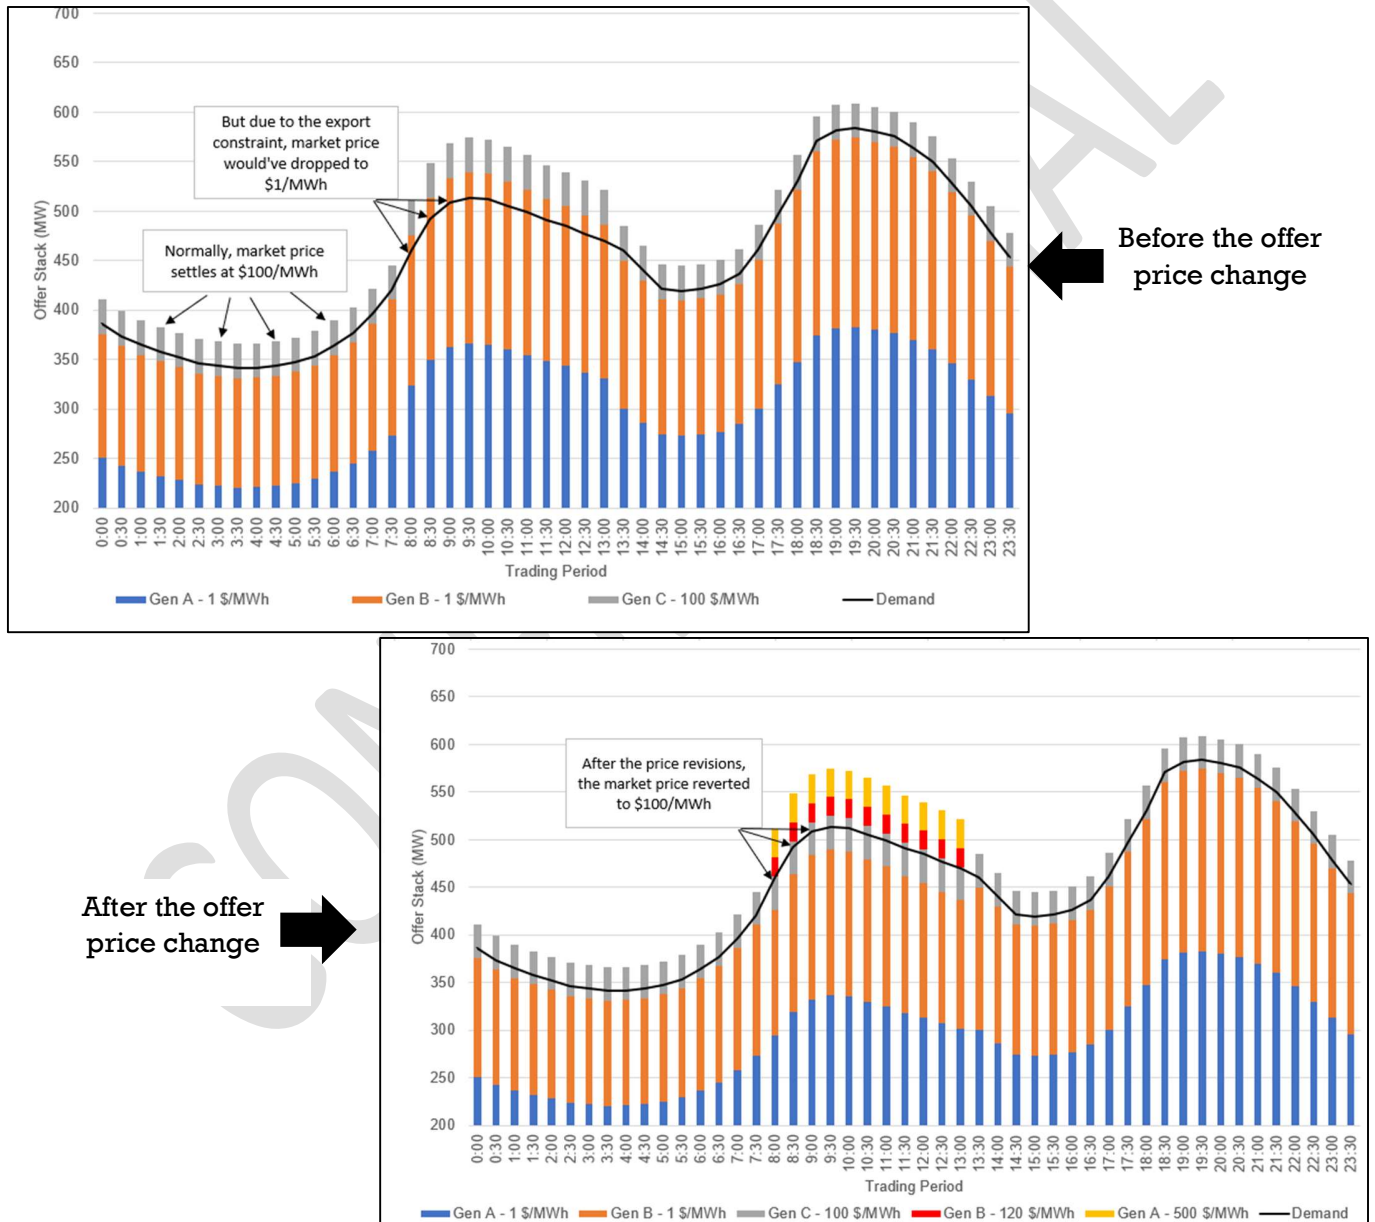 700
650
600
550
500
450
400
350
300
250
200
Offer Stack (MW)
But due to the export
constraint, market price
would've dropped to
$1/MWh
Normally, market price
settles at $100/MWh
0:00 0:30 1:00 1:30 2:00 2:30 3:00 3:30 4:00 4:30 5:00 5:30 6:00 6:30 7:00 7:30 8:00 8:30 9:00 9:30 10:00 10:30 11:00 11:30 12:00 12:30 13:00 13:30 14:00 14:30 15:00 15:30 16:00 16:30 17:00 17:30 18:00 18:30 19:00 19:30 20:00 20:30 21:00 21:30 22:00 22:30 23:00 23:30
Trading Period
Gen A - 1 $/MWh Gen B - 1 $/MWh Gen C - 100 $/MWh Demand
Before the offer
price change
700
650
600
550
500
450
400
350
300
250
200
Offer Stack (MW)
After the price revisions,
the market price reverted
to $100/MWh
0:00 0:30 1:00 1:30 2:00 2:30 3:00 3:30 4:00 4:30 5:00 5:30 6:00 6:30 7:00 7:30 8:00 8:30 9:00 9:30 10:00 10:30 11:00 11:30 12:00 12:30 13:00 13:30 14:00 14:30 15:00 15:30 16:00 16:30 17:00 17:30 18:00 18:30 19:00 19:30 20:00 20:30 21:00 21:30 22:00 22:30 23:00 23:30
Trading Period
Gen A - 1 $/MWh Gen B - 1 $/MWh Gen C - 100 $/MWh Gen B - 120 $/MWh Gen A - 500 $/MWh Demand
After the offer
price change